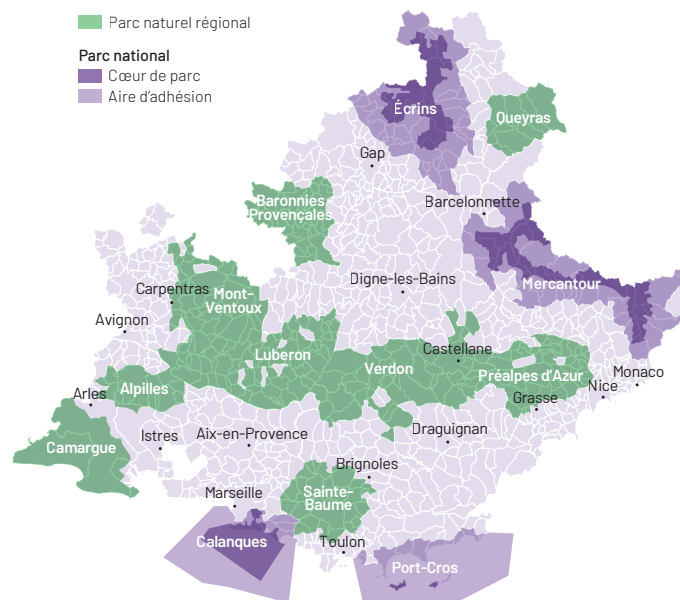 Parc naturel régional
Parc national
Cœur de parc
Aire d'adhésion
Écrins
Queyras
Gap
Baronnies
Provençales
Barcelonnette
Digne-les-Bains
Mercantour
Carpentras
Mont-
Ventoux
Avignon
Luberon
Castellane
Verdon
Préalpes d'Azur
Monaco
Nice
Grasse
Alpilles
Arles
Camargue
Istres
Aix-en-Provence
Draguignan
Brignoles
Marseille
Sainte-
Baume
Calanques
Toulon
Port-Cros